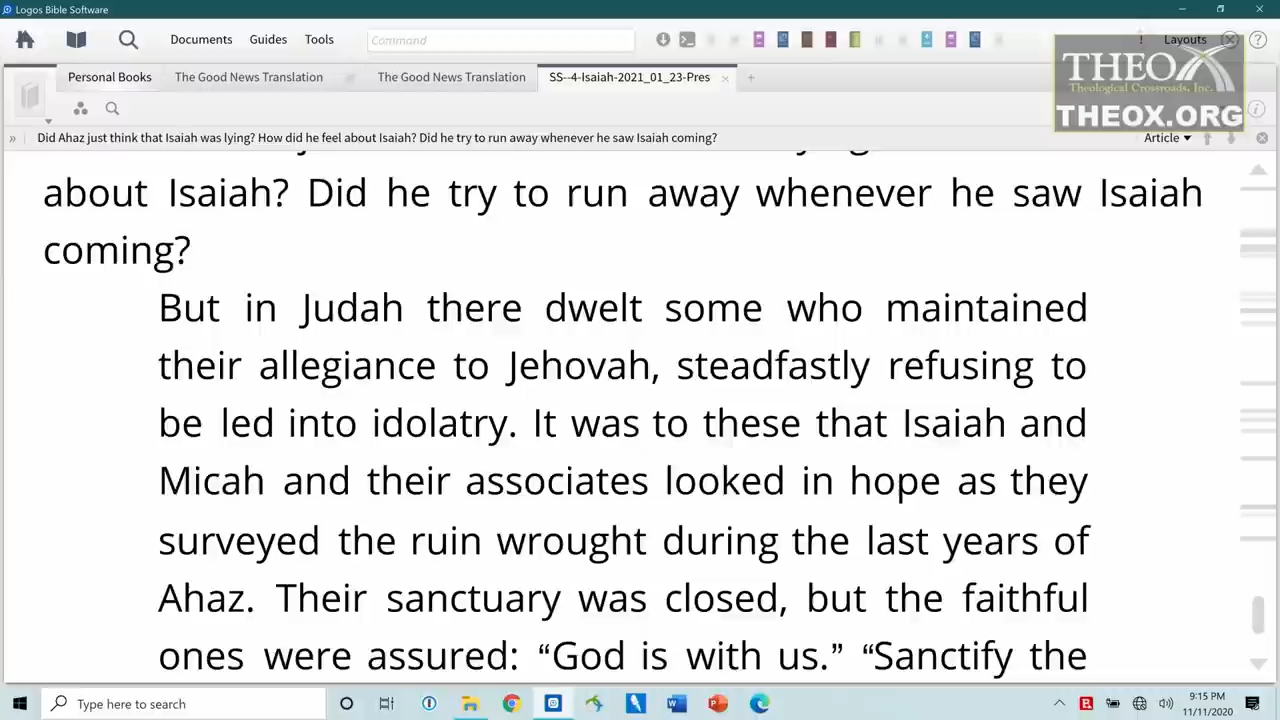 Logos Bible Software
Documents Guides Tools Command Layouts
THEOX
Theological Crossroads, Inc.
THEOX.ORG
Personal Books The Good News Translation The Good News Translation SS--4-Isaiah-2021_01_23-Pres
Did Ahaz just think that Isaiah was lying? How did he feel about Isaiah? Did he try to run away whenever he saw Isaiah coming? Article
about Isaiah? Did he try to run away whenever he saw Isaiah
coming?
But in Judah there dwelt some who maintained
their allegiance to Jehovah, steadfastly refusing to
be led into idolatry. It was to these that Isaiah and
Micah and their associates looked in hope as they
surveyed the ruin wrought during the last years of
Ahaz. Their sanctuary was closed, but the faithful
ones were assured: “God is with us.” “Sanctify the
Type here to search
9:15 PM
11/11/2020